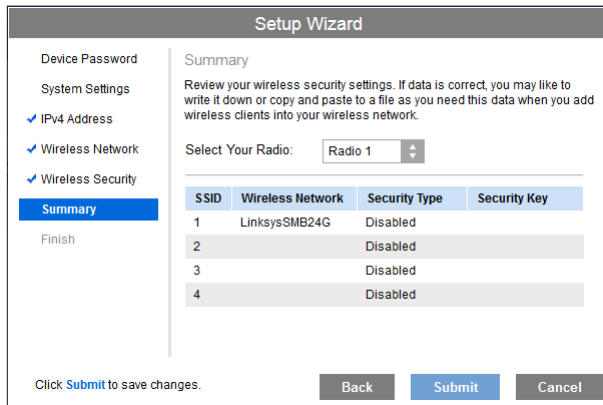 Setup Wizard
Device Password
System Settings
IPv4 Address
Wireless Network
Wireless Security
Summary
Finish
Summary
Review your wireless security settings. If data is correct, you may like to
write it down or copy and paste to a file as you need this data when you add
wireless clients into your wireless network.
Select Your Radio: Radio 1
SSID Wireless Network Security Type Security Key
1 LinksysSMB24G Disabled
2 Disabled
3 Disabled
4 Disabled
Click Submit to save changes.
Back Submit Cancel